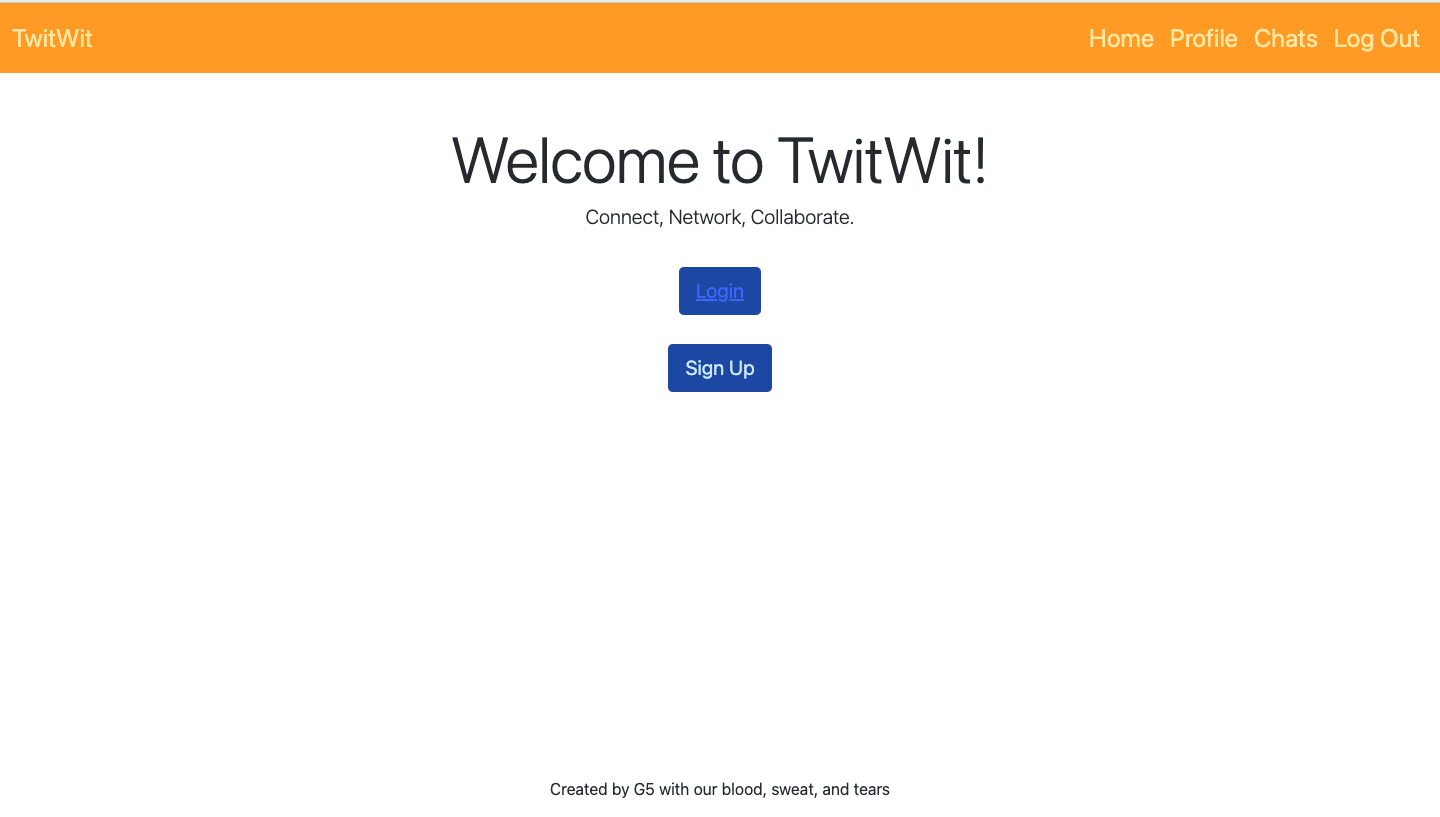 TwitWit
Home Profile Chats Log Out
Welcome to TwitWit!
Connect, Network, Collaborate.
Login
Sign Up
Created by G5 with our blood, sweat, and tears